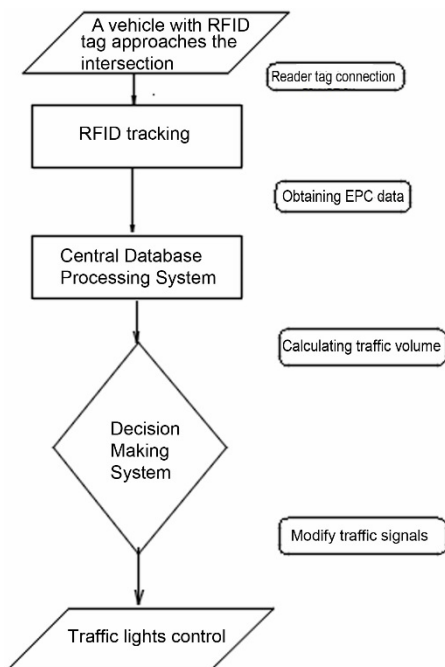 A vehicle with RFID
tag approaches the
intersection
Reader tag connection
RFID tracking
Obtaining EPC data
Central Database
Processing System
Calculating traffic volume
Decision
Making
System
Modify traffic signals
Traffic lights control